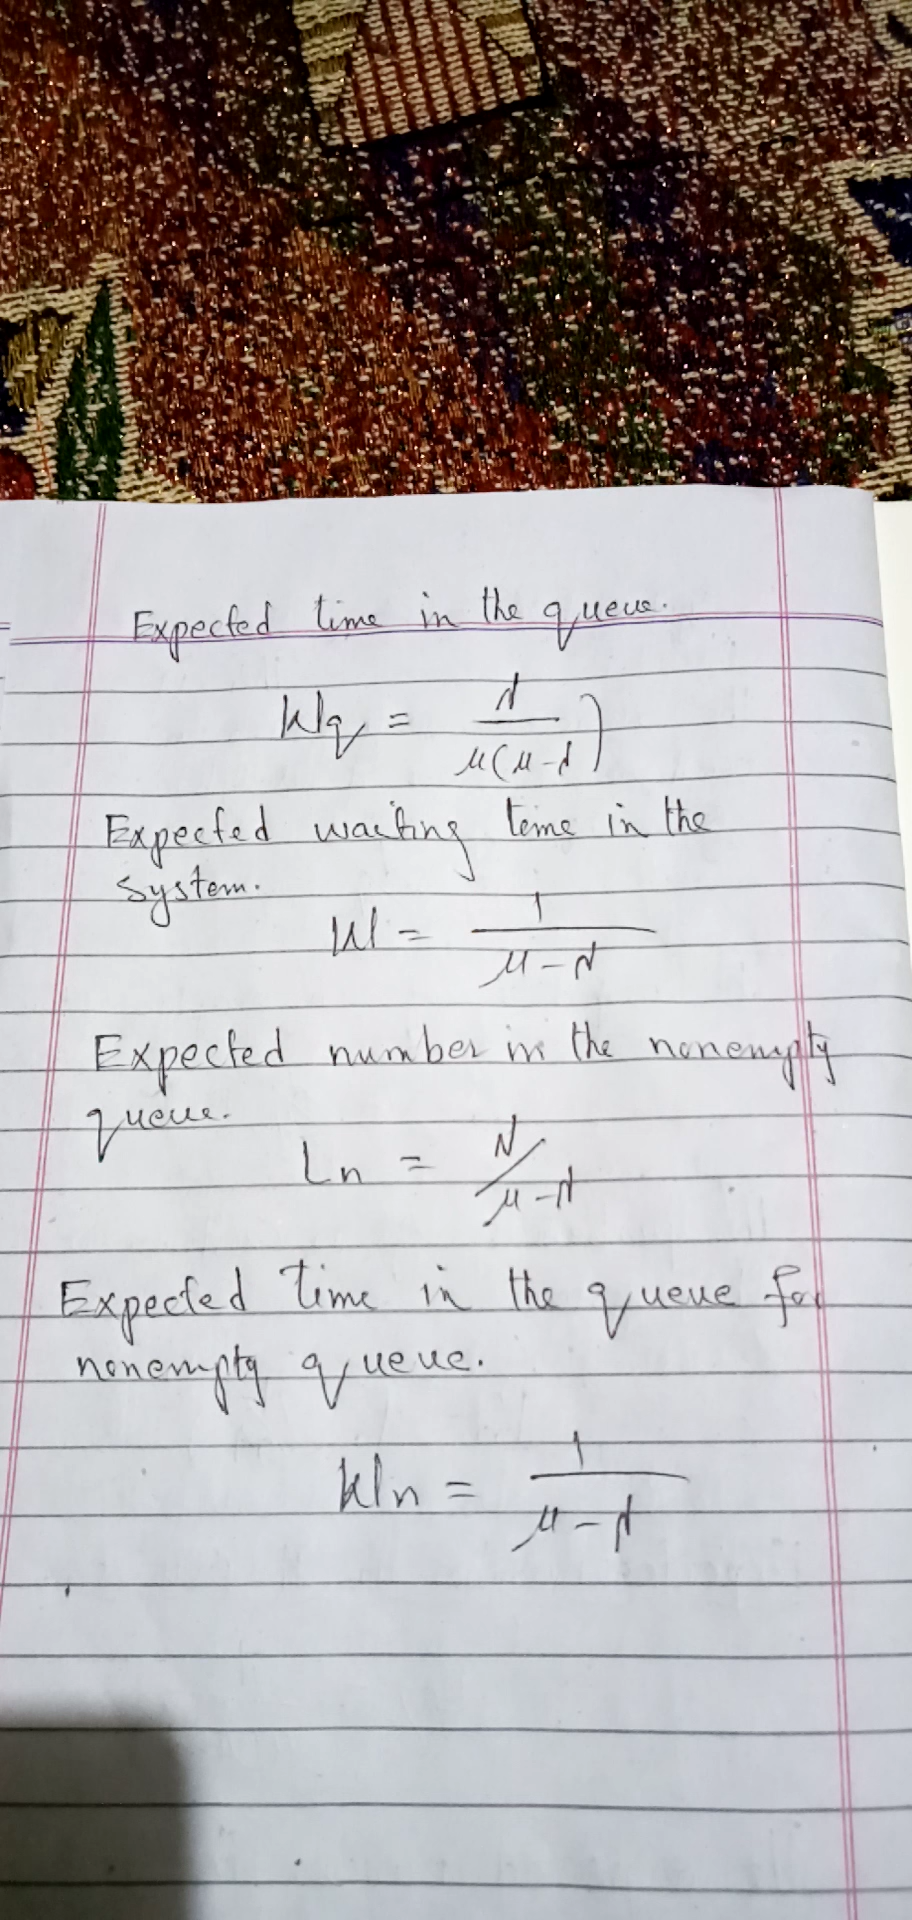 Expected time in the queue.
Wq = λ / μ(μ-λ)
Expected waiting time in the
system.
W = 1 / μ-λ
Expected number in the nonempty
queue.
Ln = λ / μ-λ
Expected time in the queue for
nonempty queue.
Wn = 1 / μ-λ